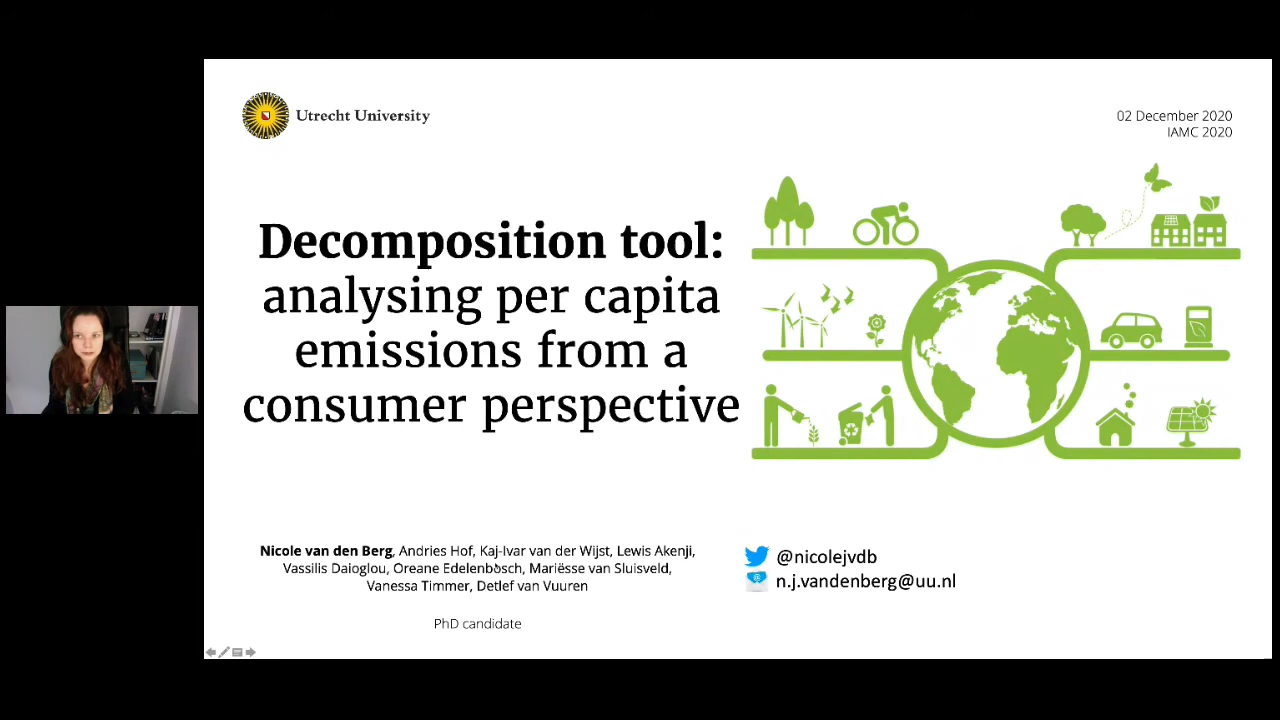 Utrecht University
02 December 2020
IAMC 2020
Decomposition tool:
analysing per capita
emissions from a
consumer perspective
Nicole van den Berg, Andries Hof, Kaj-Ivar van der Wijst, Lewis Akenji,
Vassilis Daioglou, Oreane Edelenbosch, Mariësse van Sluisveld,
Vanessa Timmer, Detlef van Vuuren
PhD candidate
@nicolejvdb
n.j.vandenberg@uu.nl